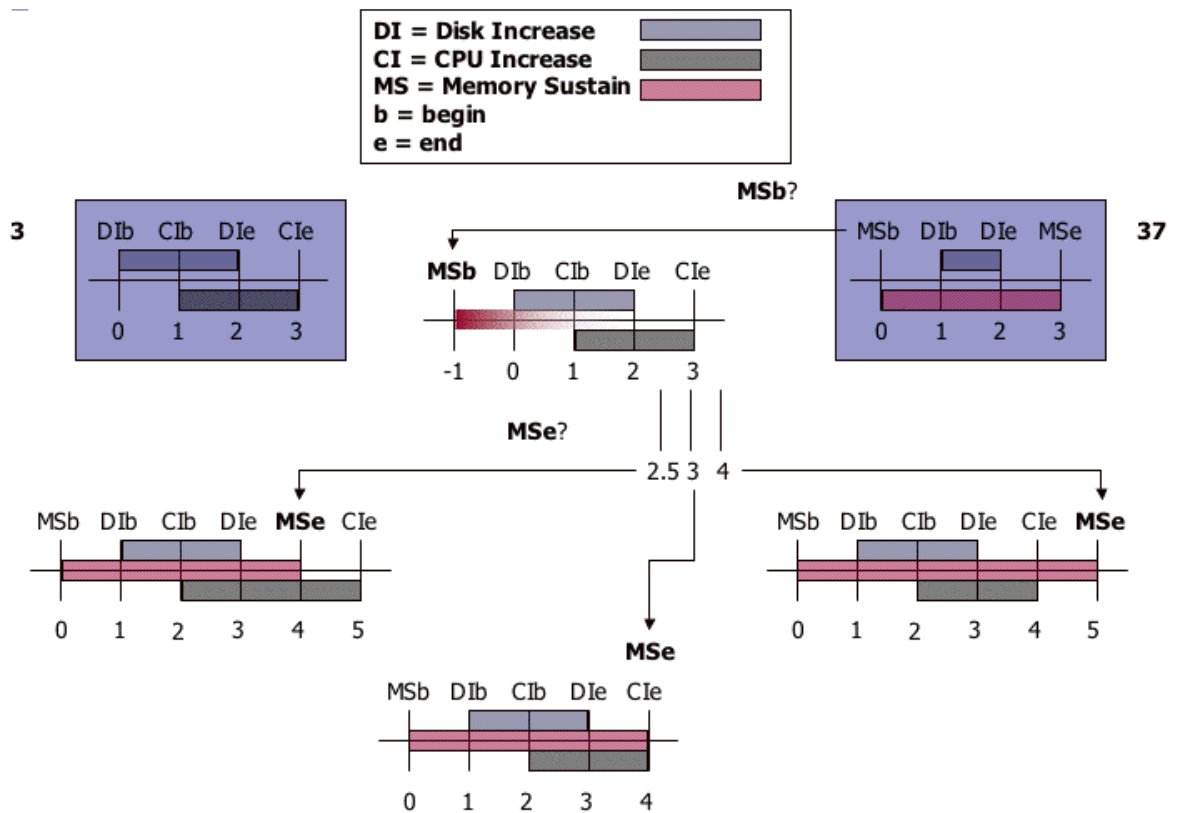 DI = Disk Increase
CI = CPU Increase
MS = Memory Sustain
b = begin
e = end
MSb?
3
DIb CIb DIe CIe
0 1 2 3
MSb DIb CIb DIe CIe
-1 0 1 2 3
MSb DIb DIe MSe
0 1 2 3
37
MSe?
2.5 3 4
MSb DIb CIb DIe MSe CIe
0 1 2 3 4 5
MSb DIb CIb DIe CIe MSe
0 1 2 3 4 5
MSe
MSb DIb CIb DIe CIe
0 1 2 3 4